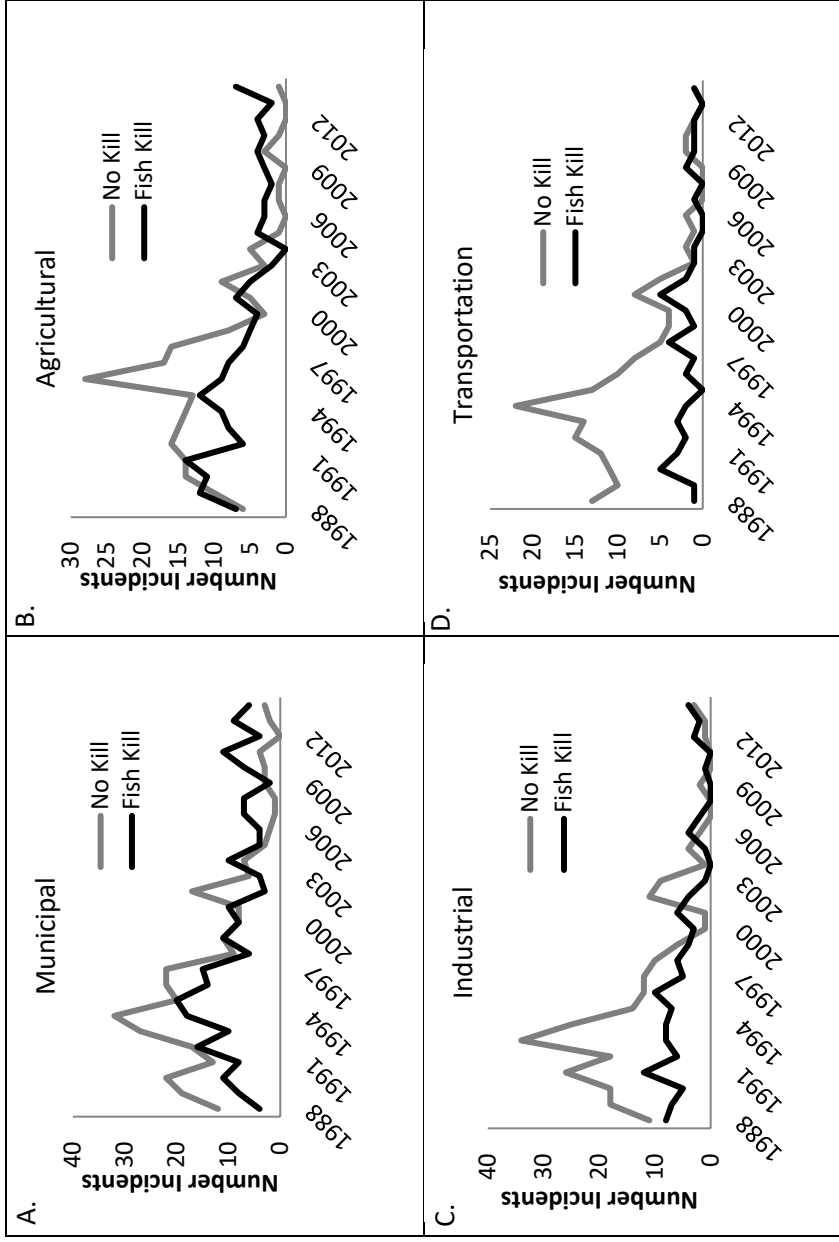 A.
Municipal
Number Incidents
40
30
20
10
0
No Kill
Fish Kill
1988
1991
1994
1997
2000
2003
2006
2009
2012
B.
Agricultural
Number Incidents
30
25
20
15
10
5
0
No Kill
Fish Kill
1988
1991
1994
1997
2000
2003
2006
2009
2012
C.
Industrial
Number Incidents
40
30
20
10
0
No Kill
Fish Kill
1988
1991
1994
1997
2000
2003
2006
2009
2012
D.
Transportation
Number Incidents
25
20
15
10
5
0
No Kill
Fish Kill
1988
1991
1994
1997
2000
2003
2006
2009
2012